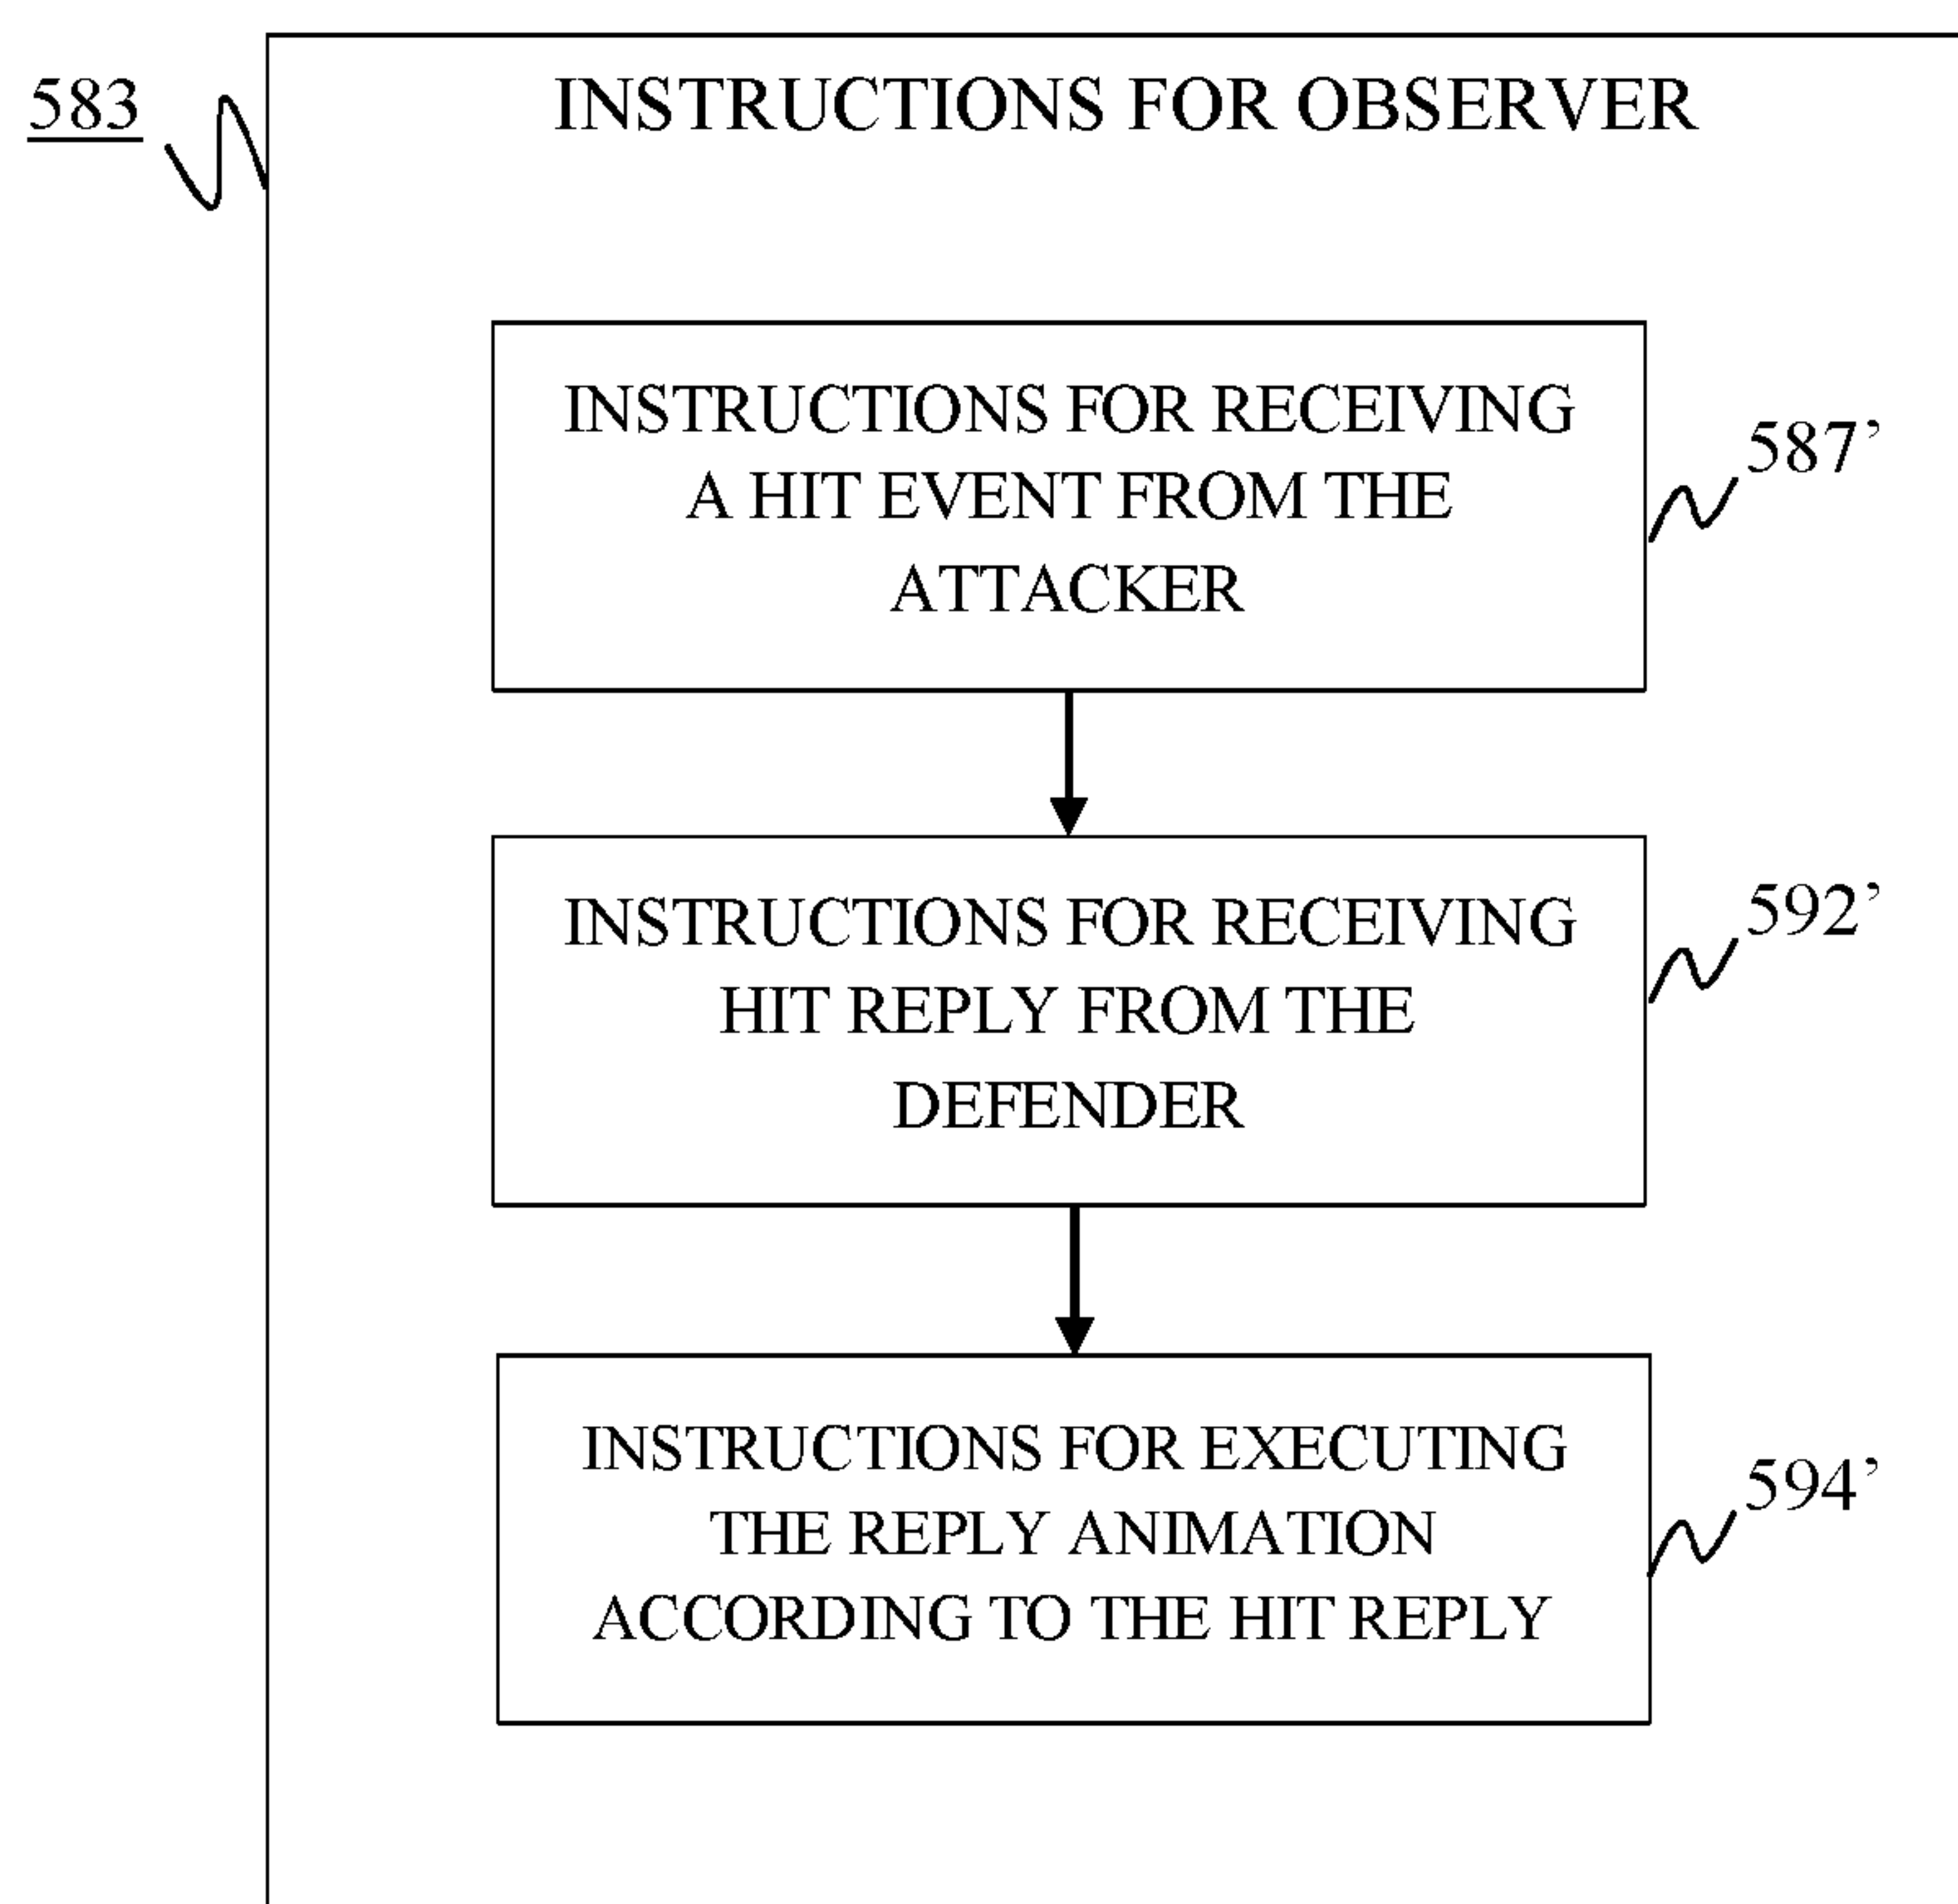 583
INSTRUCTIONS FOR OBSERVER
INSTRUCTIONS FOR RECEIVING
A HIT EVENT FROM THE
ATTACKER
587’
INSTRUCTIONS FOR RECEIVING
HIT REPLY FROM THE
DEFENDER
592’
INSTRUCTIONS FOR EXECUTING
THE REPLY ANIMATION
ACCORDING TO THE HIT REPLY
594’